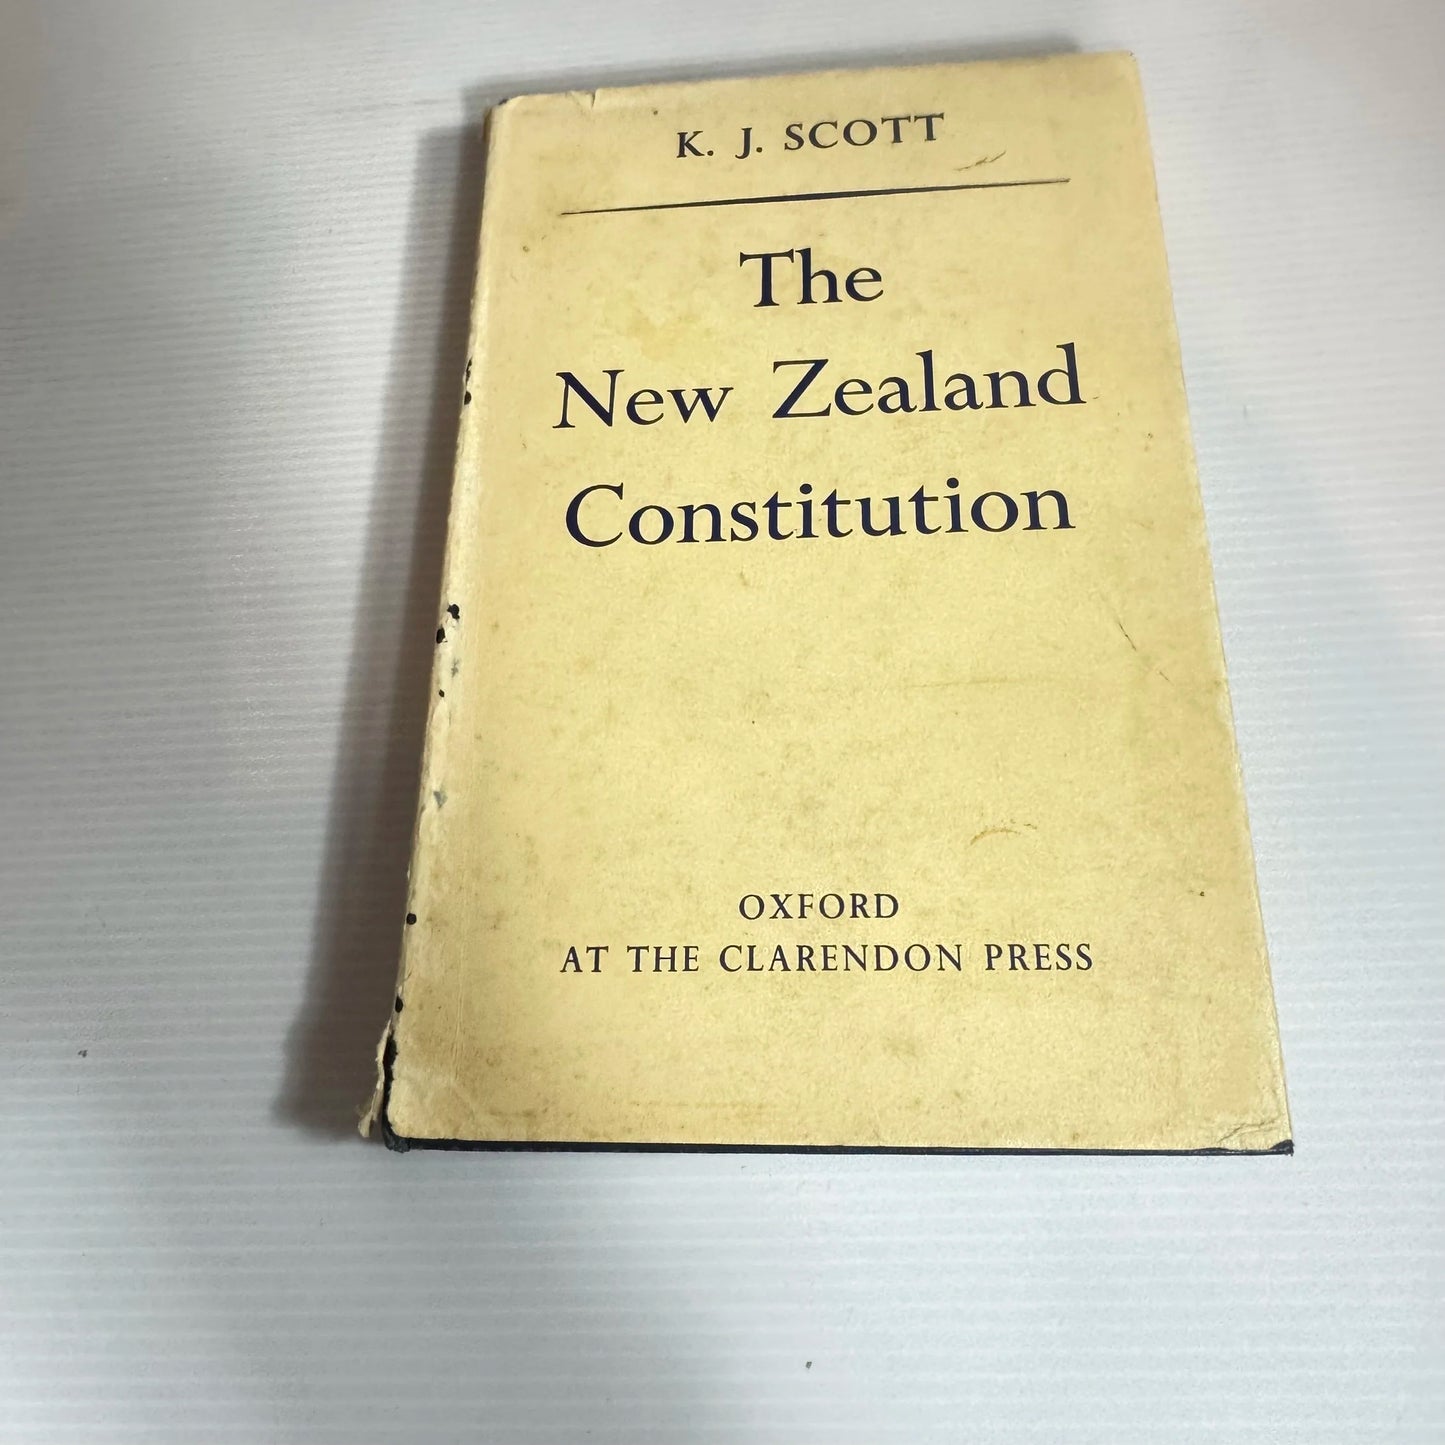 K. J. SCOTT
The
New Zealand
Constitution
OXFORD
AT THE CLARENDON PRESS